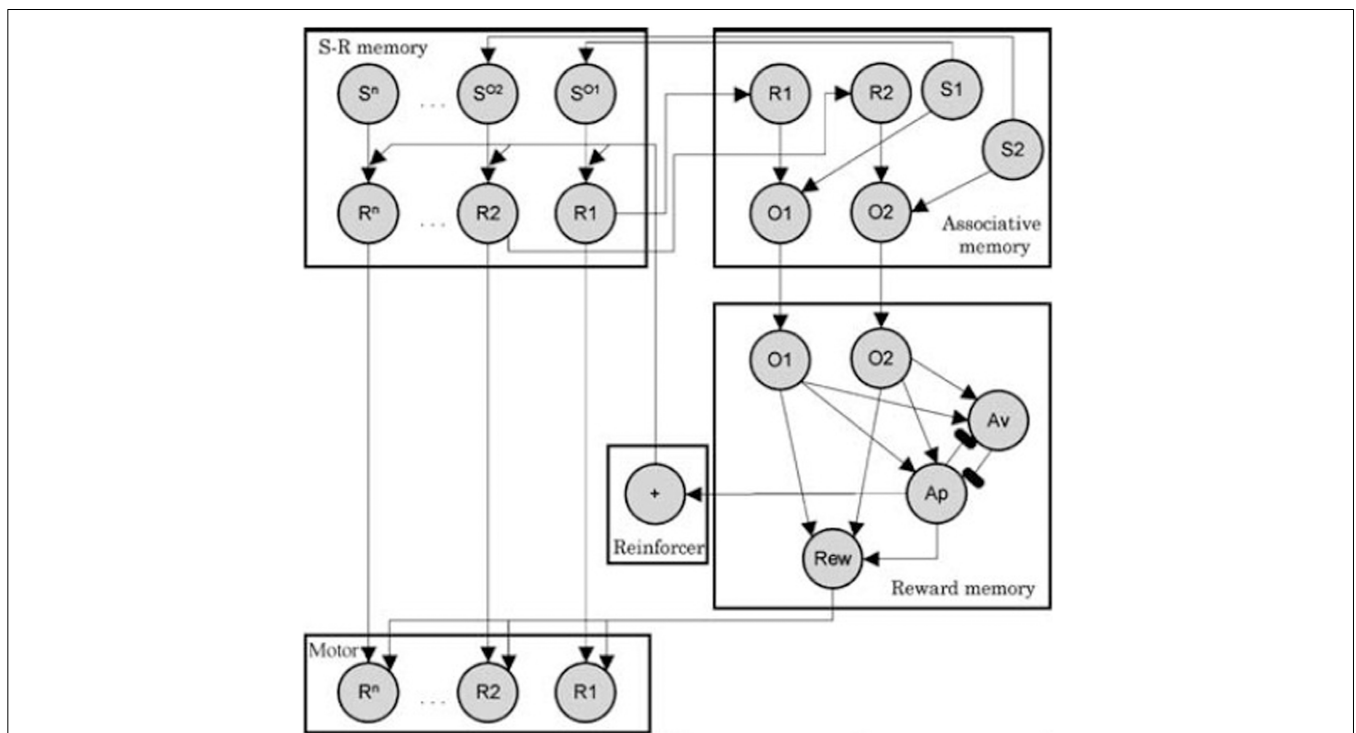 S-R memory
Sⁿ ... S^O2 S^O1
Rⁿ ... R2 R1
R1 R2 S1
S2
O1 O2
Associative
memory
O1 O2
Av
Ap
Rew
Reward memory
+
Reinforcer
Motor
Rⁿ ... R2 R1